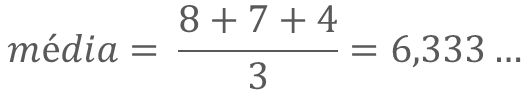 média = (8 + 7 + 4)/3 = 6,333 ...